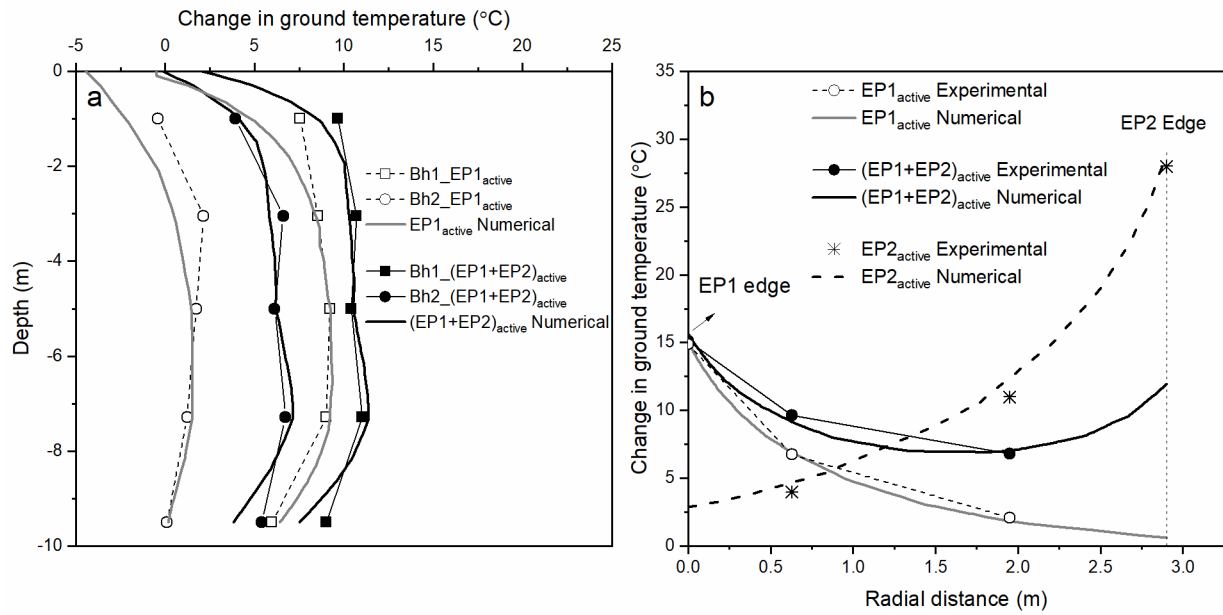 Change in ground temperature (°C)
-5 0 5 10 15 20 25
0
-2
-4
-6
-8
-10
Depth (m)
a
Bh1_EP1active
Bh2_EP1active
EP1active Numerical
Bh1_(EP1+EP2)active
Bh2_(EP1+EP2)active
(EP1+EP2)active Numerical
35
30
25
20
15
10
5
0
Change in ground temperature (°C)
b
EP1active Experimental
EP1active Numerical
(EP1+EP2)active Experimental
(EP1+EP2)active Numerical
EP2active Experimental
EP2active Numerical
EP2 Edge
EP1 edge
0.0 0.5 1.0 1.5 2.0 2.5 3.0
Radial distance (m)